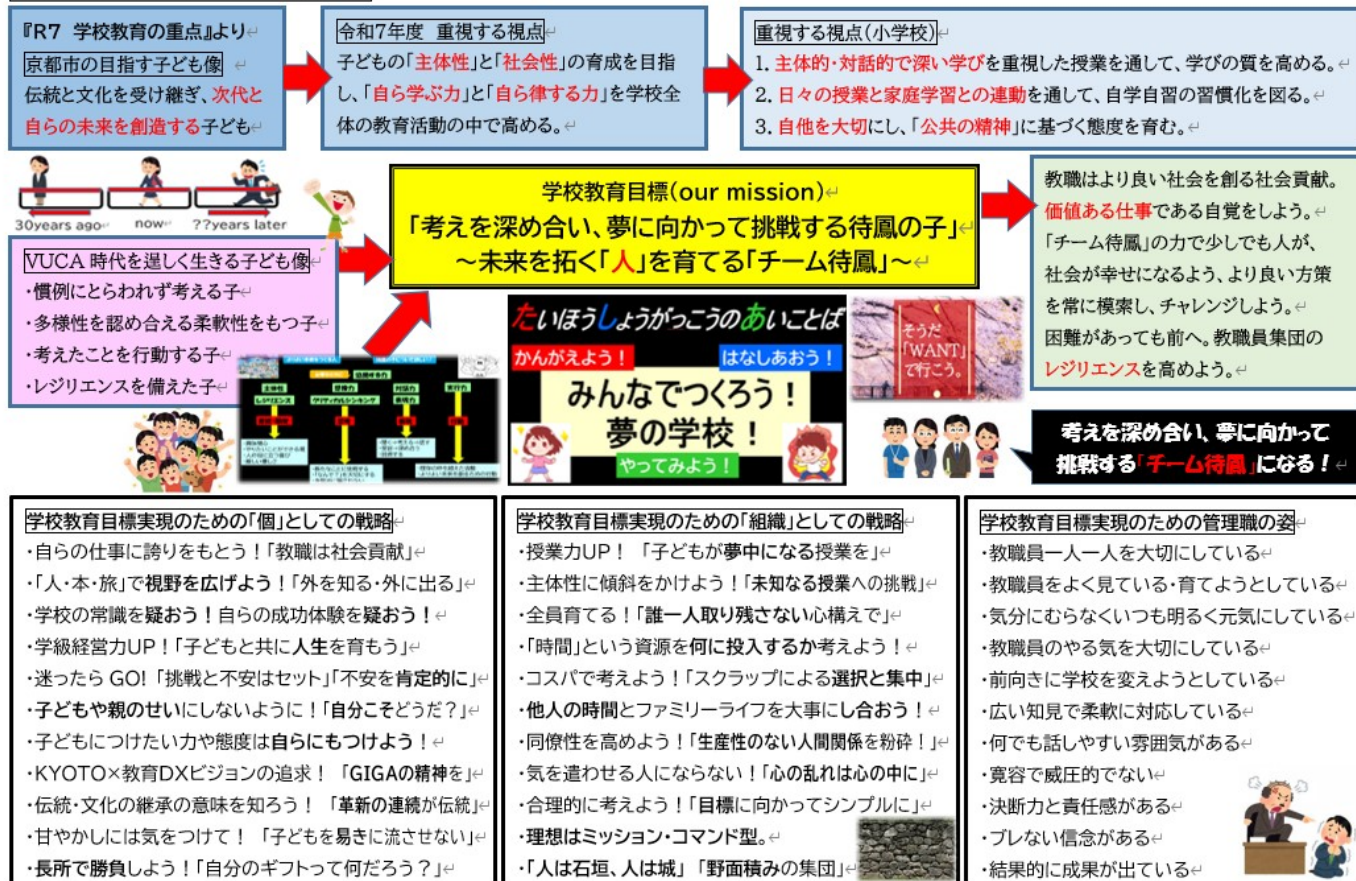 『R7 学校教育の重点』より
京都市の目指す子ども像
伝統と文化を受け継ぎ、次代と
自らの未来を創造する子ども
令和7年度 重視する視点
子どもの「主体性」と「社会性」の育成を目指
し、「自ら学ぶ力」と「自ら律する力」を学校全
体の教育活動の中で高める。
重視する視点(小学校)
1. 主体的・対話的で深い学びを重視した授業を通して、学びの質を高める。
2. 日々の授業と家庭学習との連動を通して、自学自習の習慣化を図る。
3. 自他を大切にし、「公共の精神」に基づく態度を育む。
30years ago now ??years later
VUCA 時代を逞しく生きる子ども像
・慣例にとらわれず考える子
・多様性を認め合える柔軟性をもつ子
・考えたことを行動する子
・レジリエンスを備えた子
学校教育目標(our mission)
「考えを深め合い、夢に向かって挑戦する待鳳の子」
～未来を拓く「人」を育てる「チーム待鳳」～
教職はより良い社会を創る社会貢献。
価値ある仕事である自覚をしよう。
「チーム待鳳」の力で少しでも人が、
社会が幸せになるよう、より良い方策
を常に模索し、チャレンジしよう。
困難があっても前へ。教職員集団の
レジリエンスを高めよう。
主体性
レジリエンス
クリティカルシンキング
実行力
たいほうしょうがっこうのあいことば
かんがえよう！
はなしあおう！
みんなでつくろう！
夢の学校！
やってみよう！
そうだ
「WANT」
で行こう。
考えを深め合い、夢に向かって
挑戦する「チーム待鳳」になる！
学校教育目標実現のための「個」としての戦略
・自らの仕事に誇りをもとう！「教職は社会貢献」
・「人・本・旅」で視野を広げよう！「外を知る・外に出る」
・学校の常識を疑おう！自らの成功体験を疑おう！
・学級経営力UP！「子どもと共に人生を育もう」
・迷ったら GO! 「挑戦と不安はセット」「不安を肯定的に」
・子どもや親のせいにしないように！「自分こそどうだ？」
・子どもにつけたい力や態度は自らにもつけよう！
・KYOTO×教育DXビジョンの追求！ 「GIGAの精神を」
・伝統・文化の継承の意味を知ろう！ 「革新の連続が伝統」
・甘やかしには気をつけて！ 「子どもを易きに流させない」
・長所で勝負しよう！「自分のギフトって何だろう？」
学校教育目標実現のための「組織」としての戦略
・授業力UP！ 「子どもが夢中になる授業を」
・主体性に傾斜をかけよう！「未知なる授業への挑戦」
・全員育てる！「誰一人取り残さない心構えで」
・「時間」という資源を何に投入するか考えよう！
・コスパで考えよう！「スクラップによる選択と集中」
・他人の時間とファミリーライフを大事にし合おう！
・同僚性を高めよう！「生産性のない人間関係を粉砕！」
・気を遣わせる人にならない！「心の乱れは心の中に」
・合理的に考えよう！「目標に向かってシンプルに」
・理想はミッション・コマンド型。
・「人は石垣、人は城」 「野面積みの集団」
学校教育目標実現のための管理職の姿
・教職員一人一人を大切にしている
・教職員をよく見ている・育てようとしている
・気分にむらなくいつも明るく元気にしている
・教職員のやる気を大切にしている
・前向きに学校を変えようとしている
・広い知見で柔軟に対応している
・何でも話しやすい雰囲気がある
・寛容で威圧的でない
・決断力と責任感がある
・ブレない信念がある
・結果的に成果が出ている